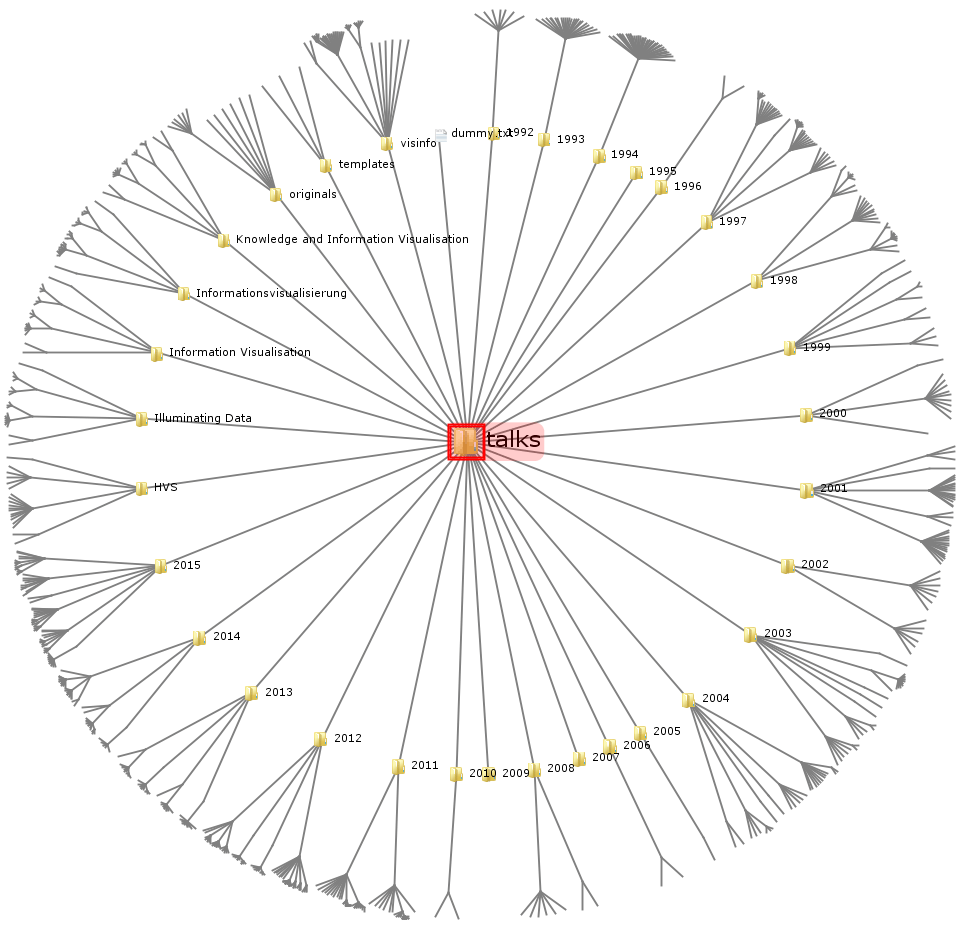 talks
dummy.txt
1992
1993
1994
1995
1996
1997
1998
1999
2000
2001
2002
2003
2004
2005
2006
2007
2008
2009
2010
2011
2012
2013
2014
2015
HVS
Illuminating Data
Information Visualisation
Informationsvisualisierung
Knowledge and Information Visualisation
originals
templates
visinfo